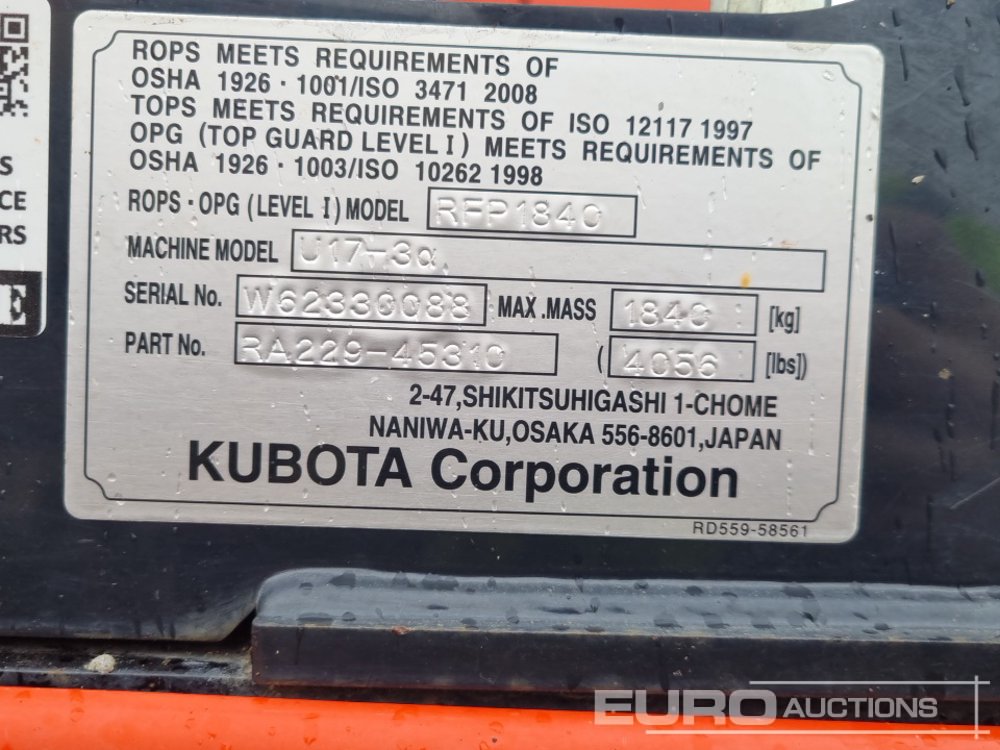 S
CE
RS
E
ROPS MEETS REQUIREMENTS OF
OSHA 1926 · 1001/ISO 3471 2008
TOPS MEETS REQUIREMENTS OF ISO 12117 1997
OPG (TOP GUARD LEVEL I) MEETS REQUIREMENTS OF
OSHA 1926 · 1003/ISO 10262 1998
ROPS · OPG (LEVEL I) MODEL RFP1840
MACHINE MODEL U17-3α
SERIAL No. W62330088 MAX .MASS 1840 [kg]
PART No. RA229-45310 ( 4056 [lbs])
2-47,SHIKITSUHIGASHI 1-CHOME
NANIWA-KU,OSAKA 556-8601,JAPAN
KUBOTA Corporation
RD559-58561
EURO AUCTIONS